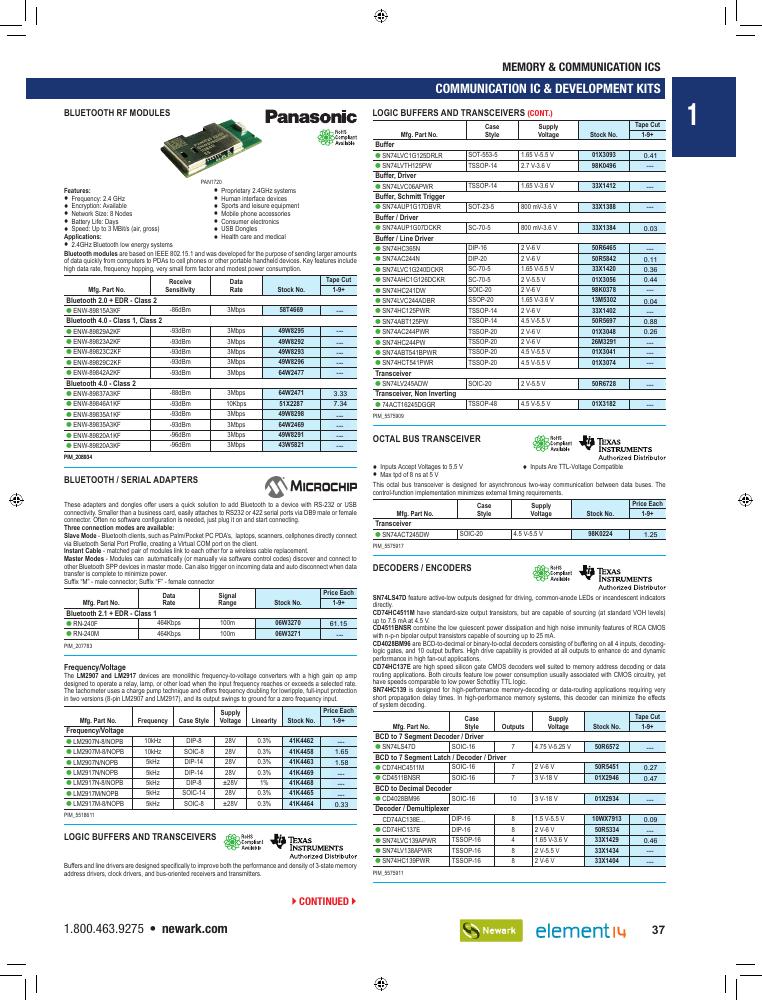 MEMORY & COMMUNICATION ICS
COMMUNICATION IC & DEVELOPMENT KITS
1
BLUETOOTH RF MODULES
Panasonic
RoHS
Compliant
Available
PAN1720
Features:
♦ Frequency: 2.4 GHz
♦ Encryption: Available
♦ Network Size: 8 Nodes
♦ Battery Life: Days
♦ Speed: Up to 3 MBit/s (air, gross)
Applications:
♦ 2.4GHz Bluetooth low energy systems
♦ Proprietary 2.4GHz systems
♦ Human interface devices
♦ Sports and leisure equipment
♦ Mobile phone accessories
♦ Consumer electronics
♦ USB Dongles
♦ Health care and medical
Bluetooth modules are based on IEEE 802.15.1 and was developed for the purpose of sending larger amounts
of data quickly from computers to PDAs to cell phones or other portable handheld devices. Key features include
high data rate, frequency hopping, very small form factor and modest power consumption.
Mfg. Part No. Receive Sensitivity Data Rate Stock No. Tape Cut 1-9+
Bluetooth 2.0 + EDR - Class 2
ENW-89815A3KF -86dBm 3Mbps 58T4669 ----
Bluetooth 4.0 - Class 1, Class 2
ENW-89829A2KF -93dBm 3Mbps 49W8295 ----
ENW-89823A2KF -93dBm 3Mbps 49W8292 ----
ENW-89823C2KF -93dBm 3Mbps 49W8293 ----
ENW-89829C2KF -93dBm 3Mbps 49W8296 ----
ENW-89842A2KF -93dBm 3Mbps 64W2477 ----
Bluetooth 4.0 - Class 2
ENW-89837A3KF -88dBm 3Mbps 64W2471 3.33
ENW-89846A1KF -93dBm 10Kbps 51X2287 7.34
ENW-89835A1KF -93dBm 3Mbps 49W8298 ----
ENW-89835A3KF -93dBm 3Mbps 64W2469 ----
ENW-89820A1KF -96dBm 3Mbps 49W8291 ----
ENW-89820A3KF -96dBm 3Mbps 43W5821 ----
PIM_208934
BLUETOOTH / SERIAL ADAPTERS
MICROCHIP
These adapters and dongles offer users a quick solution to add Bluetooth to a device with RS-232 or USB
connectivity. Smaller than a business card, easily attaches to RS232 or 422 serial ports via DB9 male or female
connector. Often no software configuration is needed, just plug it on and start connecting.
Three connection modes are available:
Slave Mode - Bluetooth clients, such as Palm/Pocket PC PDA's, laptops, scanners, cellphones directly connect
via Bluetooth Serial Port Profile, creating a Virtual COM port on the client.
Instant Cable - matched pair of modules link to each other for a wireless cable replacement.
Master Modes - Modules can automatically (or manually via software control codes) discover and connect to
other Bluetooth SPP devices in master mode. Can also trigger on incoming data and auto disconnect when data
transfer is complete to minimize power.
Suffix "M" - male connector; Suffix "F" - female connector
Mfg. Part No. Data Rate Signal Range Stock No. Price Each 1-9+
Bluetooth 2.1 + EDR - Class 1
RN-240F 464Kbps 100m 06W3270 61.15
RN-240M 464Kbps 100m 06W3271 ----
PIM_207783
Frequency/Voltage
The LM2907 and LM2917 devices are monolithic frequency-to-voltage converters with a high gain op amp
designed to operate a relay, lamp, or other load when the input frequency reaches or exceeds a selected rate.
The tachometer uses a charge pump technique and offers frequency doubling for lowripple, full-input protection
in two versions (8-pin LM2907 and LM2917), and its output swings to ground for a zero frequency input.
Mfg. Part No. Frequency Case Style Supply Voltage Linearity Stock No. Price Each 1-9+
Frequency/Voltage
LM2907N-8/NOPB 10kHz DIP-8 28V 0.3% 41K4462 ----
LM2907M-8/NOPB 10kHz SOIC-8 28V 0.3% 41K4458 1.65
LM2907N/NOPB 5kHz DIP-14 28V 0.3% 41K4463 1.58
LM2917N/NOPB 5kHz DIP-14 28V 0.3% 41K4469 ----
LM2917N-8/NOPB 5kHz DIP-8 ±28V 1% 41K4468 ----
LM2917M/NOPB 5kHz SOIC-14 28V 0.3% 41K4465 ----
LM2917M-8/NOPB 5kHz SOIC-8 ±28V 0.3% 41K4464 0.33
PIM_5518611
LOGIC BUFFERS AND TRANSCEIVERS
RoHS
Compliant
Available
TEXAS
INSTRUMENTS
Authorized Distributor
Buffers and line drivers are designed specifically to improve both the performance and density of 3-state memory
address drivers, clock drivers, and bus-oriented receivers and transmitters.
CONTINUED
LOGIC BUFFERS AND TRANSCEIVERS (CONT.)
Mfg. Part No. Case Style Supply Voltage Stock No. Tape Cut 1-9+
Buffer
SN74LVC1G125DRLR SOT-553-5 1.65 V-5.5 V 01X3093 0.41
SN74LVTH125PW TSSOP-14 2.7 V-3.6 V 98K0496 ----
Buffer, Driver
SN74LVC06APWR TSSOP-14 1.65 V-3.6 V 33X1412 ----
Buffer, Schmitt Trigger
SN74AUP1G17DBVR SOT-23-5 800 mV-3.6 V 33X1388 ----
Buffer / Driver
SN74AUP1G07DCKR SC-70-5 800 mV-3.6 V 33X1384 0.03
Buffer / Line Driver
SN74HC365N DIP-16 2 V-6 V 50R6465 ----
SN74AC244N DIP-20 2 V-6 V 50R5842 0.11
SN74LVC1G240DCKR SC-70-5 1.65 V-5.5 V 33X1420 0.36
SN74AHC1G126DCKR SC-70-5 2 V-5.5 V 01X3056 0.44
SN74HC241DW SOIC-20 2 V-6 V 98K0378 ----
SN74LVC244ADBR SSOP-20 1.65 V-3.6 V 13M5302 0.04
SN74HC125PWR TSSOP-14 2 V-6 V 33X1402 ----
SN74ABT125PW TSSOP-14 4.5 V-5.5 V 50R5697 0.88
SN74AC244PWR TSSOP-20 2 V-6 V 01X3048 0.26
SN74HC244PW TSSOP-20 2 V-6 V 26M3291 ----
SN74ABT541BPWR TSSOP-20 4.5 V-5.5 V 01X3041 ----
SN74HCT541PWR TSSOP-20 4.5 V-5.5 V 01X3074 ----
Transceiver
SN74LV245ADW SOIC-20 2 V-5.5 V 50R6728 ----
Transceiver, Non Inverting
74ACT16245DGGR TSSOP-48 4.5 V-5.5 V 01X3182 ----
PIM_5575909
OCTAL BUS TRANSCEIVER
RoHS
Compliant
Available
TEXAS
INSTRUMENTS
Authorized Distributor
♦ Inputs Accept Voltages to 5.5 V
♦ Max tpd of 8 ns at 5 V
♦ Inputs Are TTL-Voltage Compatible
This octal bus transceiver is designed for asynchronous two-way communication between data buses. The
control-function implementation minimizes external timing requirements.
Mfg. Part No. Case Style Supply Voltage Stock No. Price Each 1-9+
Transceiver
SN74ACT245DW SOIC-20 4.5 V-5.5 V 98K0224 1.25
PIM_5575917
DECODERS / ENCODERS
RoHS
Compliant
Available
TEXAS
INSTRUMENTS
Authorized Distributor
SN74LS47D feature active-low outputs designed for driving, common-anode LEDs or incandescent indicators
directly.
CD74HC4511M have standard-size output transistors, but are capable of sourcing (at standard VOH levels)
up to 7.5 mA at 4.5 V.
CD4511BNSR combine the low quiescent power dissipation and high noise immunity features of RCA CMOS
with n-p-n bipolar output transistors capable of sourcing up to 25 mA.
CD4028BM96 are BCD-to-decimal or binary-to-octal decoders consisting of buffering on all 4 inputs, decoding-
logic gates, and 10 output buffers. High drive capability is provided at all outputs to enhance dc and dynamic
performance in high fan-out applications.
CD74HC137E are high speed silicon gate CMOS decoders well suited to memory address decoding or data
routing applications. Both circuits feature low power consumption usually associated with CMOS circuitry, yet
have speeds comparable to low power Schottky TTL logic.
SN74HC139 is designed for high-performance memory-decoding or data-routing applications requiring very
short propagation delay times. In high-performance memory systems, this decoder can minimize the effects
of system decoding.
Mfg. Part No. Case Style Outputs Supply Voltage Stock No. Tape Cut 1-9+
BCD to 7 Segment Decoder / Driver
SN74LS47D SOIC-16 7 4.75 V-5.25 V 50R6572 ----
BCD to 7 Segment Latch / Decoder / Driver
CD74HC4511M SOIC-16 7 2 V-6 V 50R5451 0.27
CD4511BNSR SOIC-16 7 3 V-18 V 01X2946 0.47
BCD to Decimal Decoder
CD4028BM96 SOIC-16 10 3 V-18 V 01X2934 ----
Decoder / Demultiplexer
CD74AC138E... DIP-16 8 1.5 V-5.5 V 10WX7913 0.09
CD74HC137E DIP-16 8 2 V-6 V 50R5334 ----
SN74LVC139APWR TSSOP-16 4 1.65 V-3.6 V 33X1429 0.46
SN74LV138APWR TSSOP-16 8 2 V-5.5 V 33X1434 ----
SN74HC139PWR TSSOP-16 8 2 V-6 V 33X1404 ----
PIM_5575911
1.800.463.9275 • newark.com
Newark
element14
37